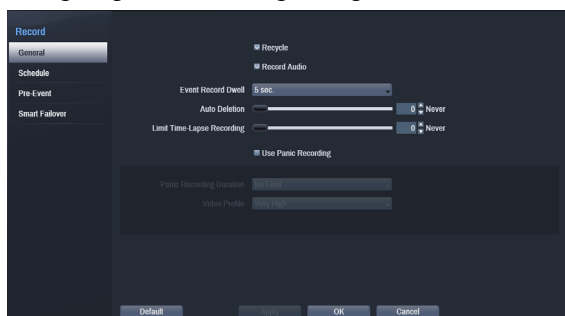 Record
General
Schedule
Pre-Event
Smart Failover
Recycle
Record Audio
Event Record Dwell 5 sec.
Auto Deletion 0 Never
Limit Time-Lapse Recording 0 Never
Use Panic Recording
Panic Recording Duration No Limit
Video Profile Very High
Default Apply OK Cancel